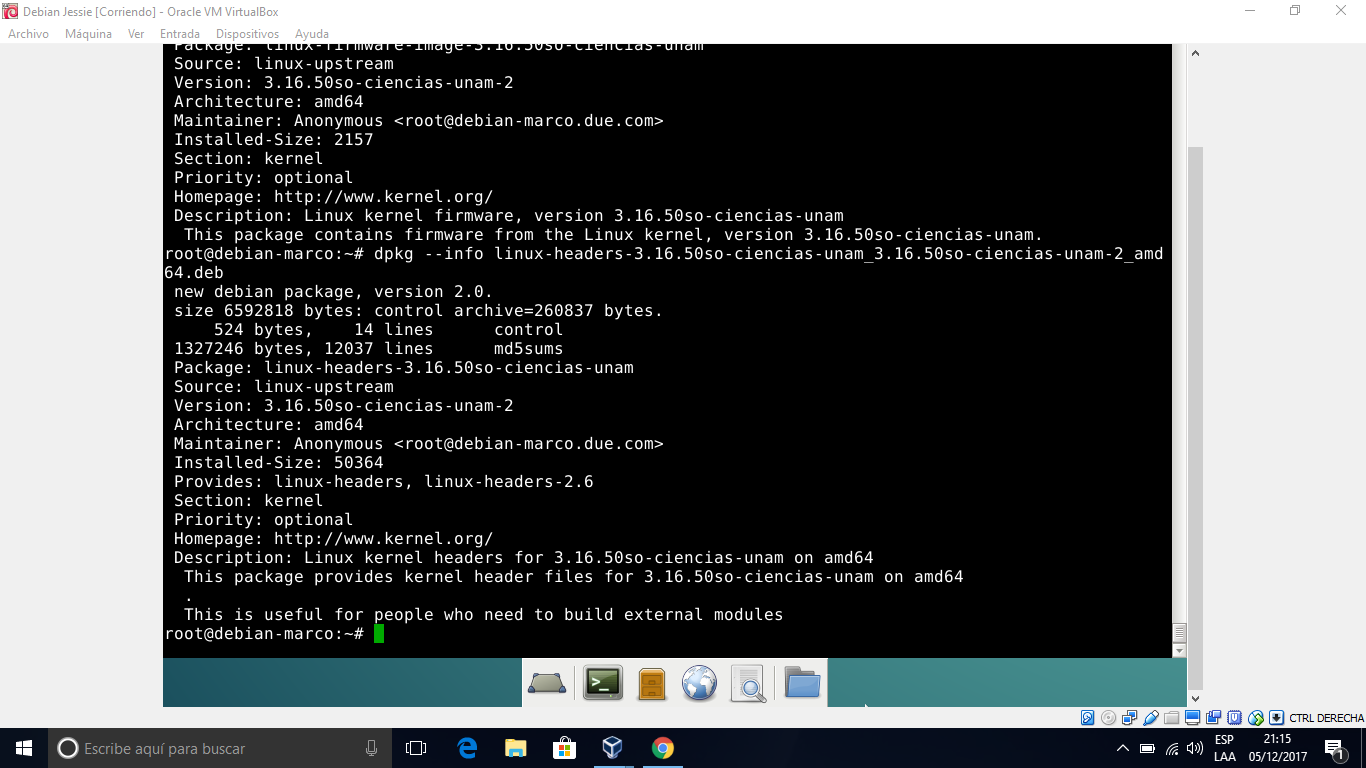 Debian Jessie [Corriendo] - Oracle VM VirtualBox
Archivo Máquina Ver Entrada Dispositivos Ayuda
Package: linux-firmware-image-3.16.50so-ciencias-unam
Source: linux-upstream
Version: 3.16.50so-ciencias-unam-2
Architecture: amd64
Maintainer: Anonymous <root@debian-marco.due.com>
Installed-Size: 2157
Section: kernel
Priority: optional
Homepage: http://www.kernel.org/
Description: Linux kernel firmware, version 3.16.50so-ciencias-unam
This package contains firmware from the Linux kernel, version 3.16.50so-ciencias-unam.
root@debian-marco:~# dpkg --info linux-headers-3.16.50so-ciencias-unam_3.16.50so-ciencias-unam-2_amd
64.deb
new debian package, version 2.0.
size 6592818 bytes: control archive=260837 bytes.
524 bytes, 14 lines control
1327246 bytes, 12037 lines md5sums
Package: linux-headers-3.16.50so-ciencias-unam
Source: linux-upstream
Version: 3.16.50so-ciencias-unam-2
Architecture: amd64
Maintainer: Anonymous <root@debian-marco.due.com>
Installed-Size: 50364
Provides: linux-headers, linux-headers-2.6
Section: kernel
Priority: optional
Homepage: http://www.kernel.org/
Description: Linux kernel headers for 3.16.50so-ciencias-unam on amd64
This package provides kernel header files for 3.16.50so-ciencias-unam on amd64
.
This is useful for people who need to build external modules
root@debian-marco:~#
CTRL DERECHA
Escribe aquí para buscar
ESP
LAA
21:15
05/12/2017
1